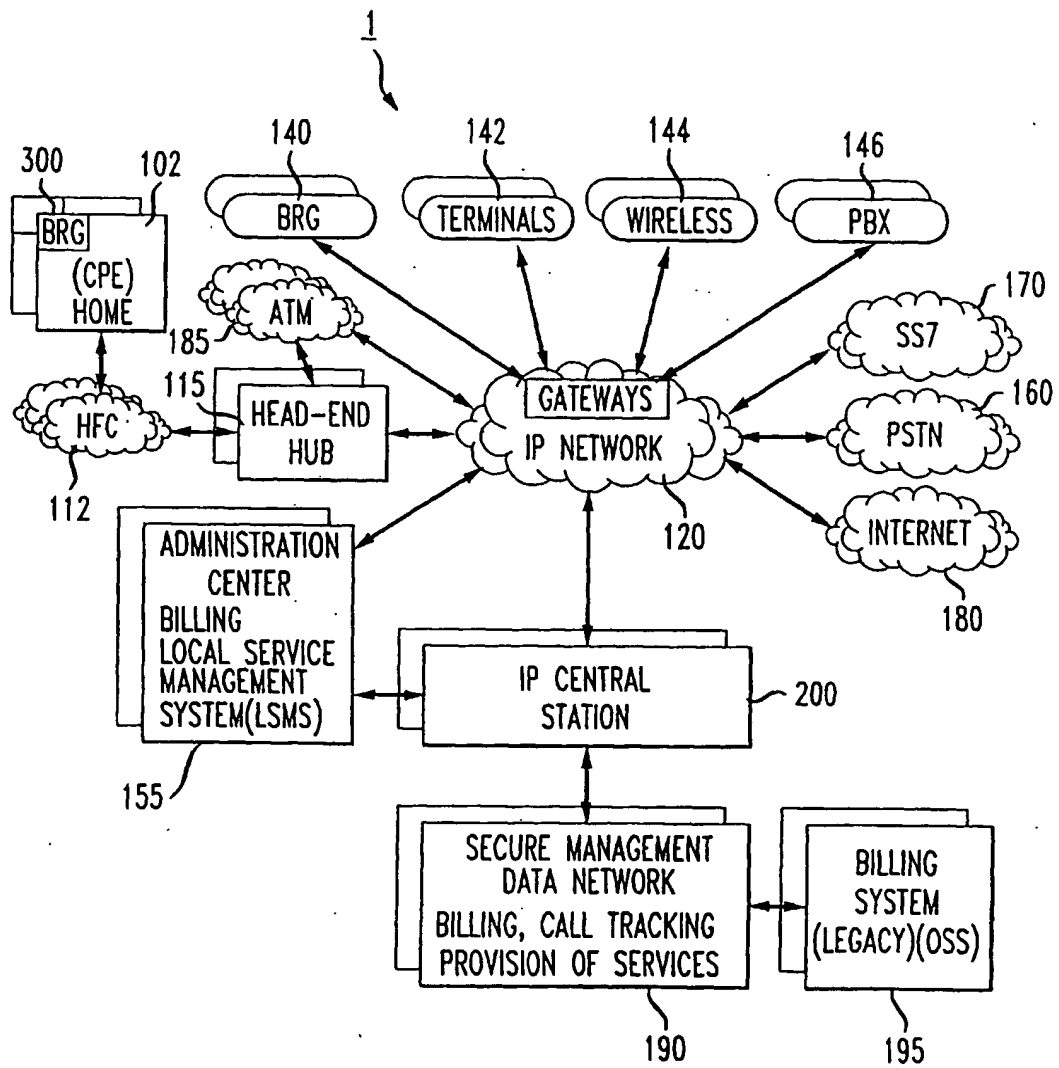 1
140
142
144
146
300
102
BRG
TERMINALS
WIRELESS
PBX
BRG
(CPE)
HOME
ATM
185
170
SS7
GATEWAYS
IP NETWORK
120
160
PSTN
115
HEAD-END
HUB
HFC
112
INTERNET
180
ADMINISTRATION
CENTER
BILLING
LOCAL SERVICE
MANAGEMENT
SYSTEM(LSMS)
155
IP CENTRAL
STATION
200
SECURE MANAGEMENT
DATA NETWORK
BILLING, CALL TRACKING
PROVISION OF SERVICES
190
BILLING
SYSTEM
(LEGACY)(OSS)
195